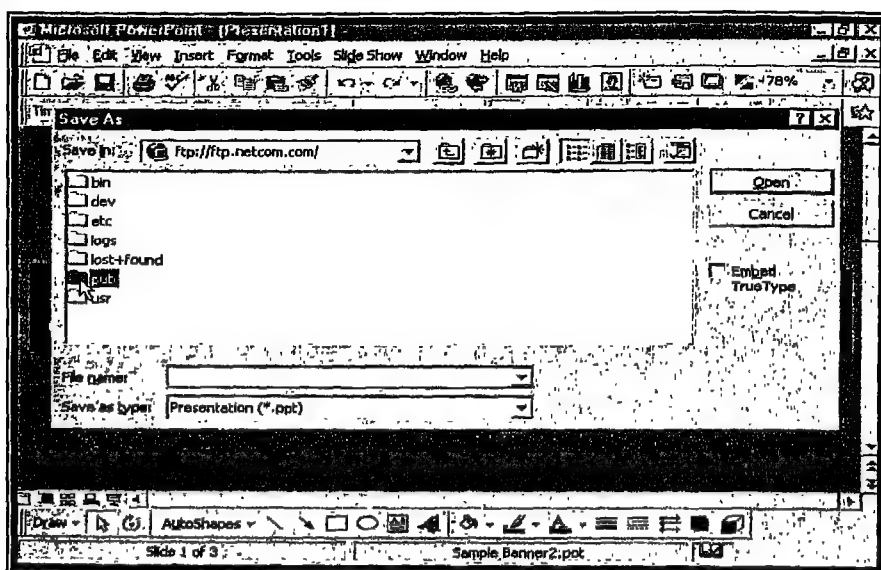 Microsoft PowerPoint - [Presentation1]
File Edit View Insert Format Tools Slide Show Window Help
78%
Save As
Save in: ftp://ftp.netcom.com/
bin
dev
etc
logs
lost+found
pub
usr
Open
Cancel
Embed
TrueType
File name:
Save as type: Presentation (*.ppt)
Draw AutoShapes
Slide 1 of 3
Sample Banner2.pot